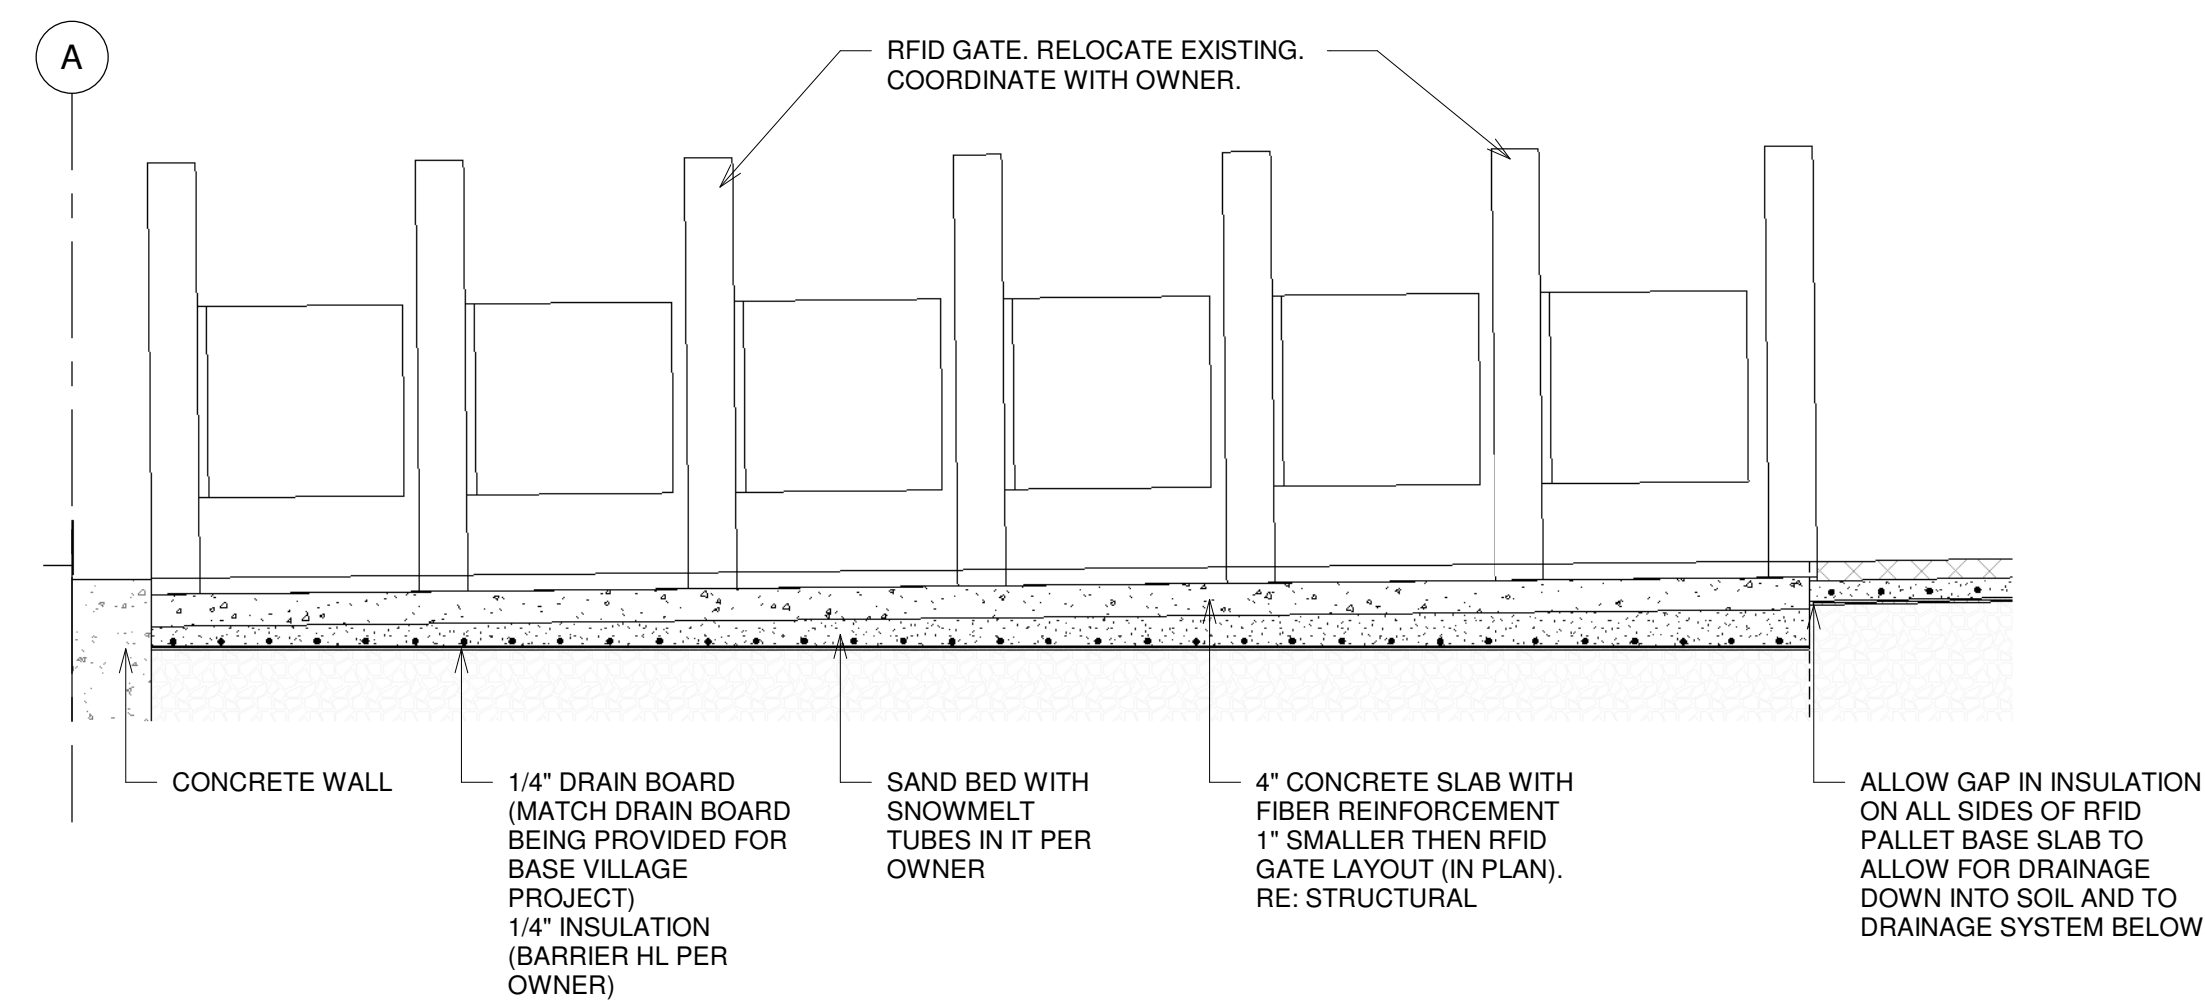 A
RFID GATE. RELOCATE EXISTING.
COORDINATE WITH OWNER.
CONCRETE WALL
1/4" DRAIN BOARD
(MATCH DRAIN BOARD
BEING PROVIDED FOR
BASE VILLAGE
PROJECT)
1/4" INSULATION
(BARRIER HL PER
OWNER)
SAND BED WITH
SNOWMELT
TUBES IN IT PER
OWNER
4" CONCRETE SLAB WITH
FIBER REINFORCEMENT
1" SMALLER THEN RFID
GATE LAYOUT (IN PLAN).
RE: STRUCTURAL
ALLOW GAP IN INSULATION
ON ALL SIDES OF RFID
PALLET BASE SLAB TO
ALLOW FOR DRAINAGE
DOWN INTO SOIL AND TO
DRAINAGE SYSTEM BELOW